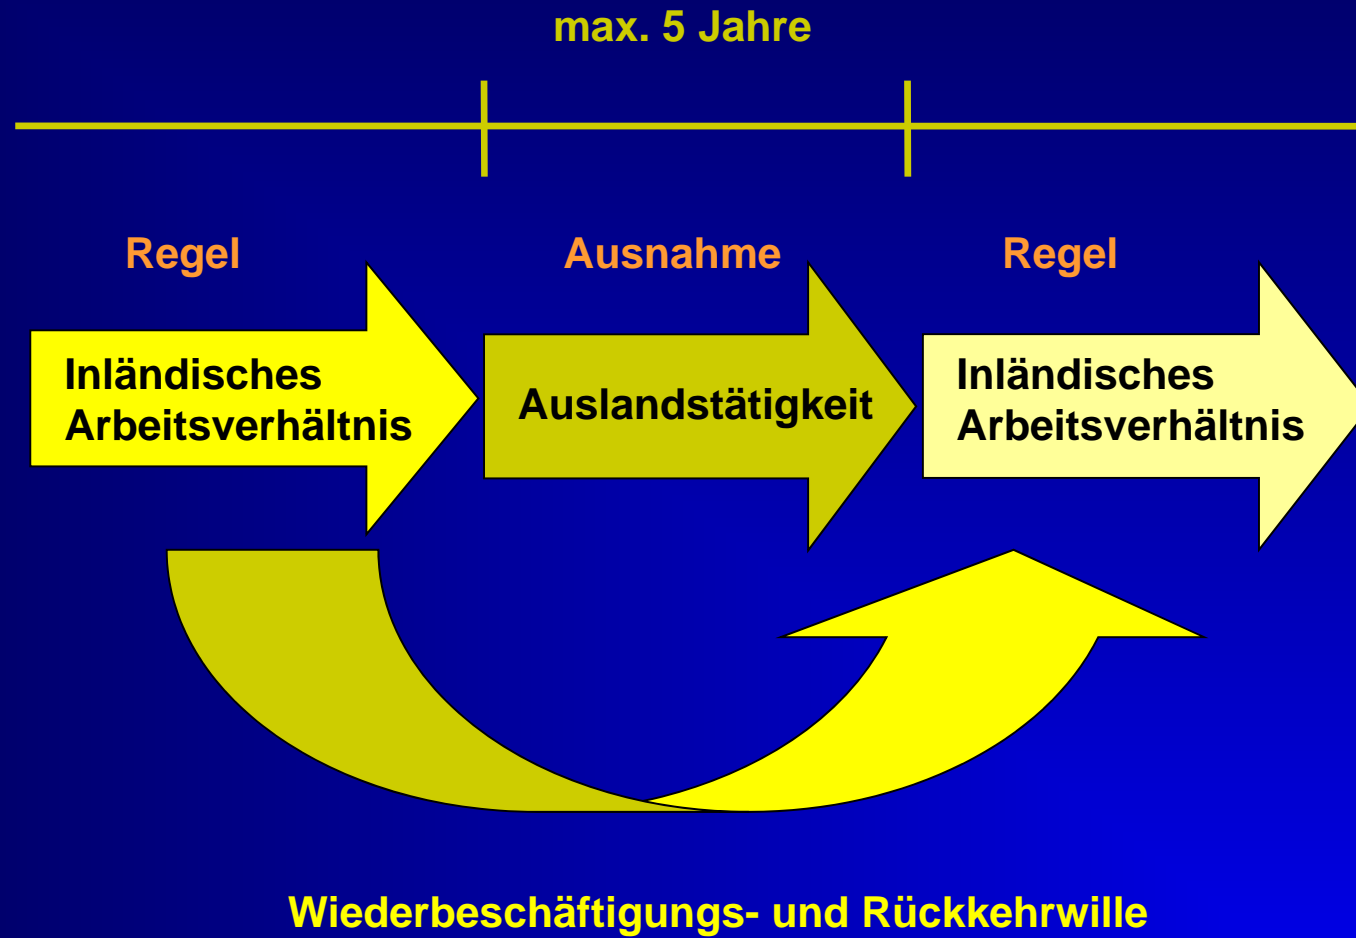 max. 5 Jahre
Regel
Ausnahme
Regel
Inländisches
Arbeitsverhältnis
Auslandstätigkeit
Inländisches
Arbeitsverhältnis
Wiederbeschäftigungs- und Rückkehrwille